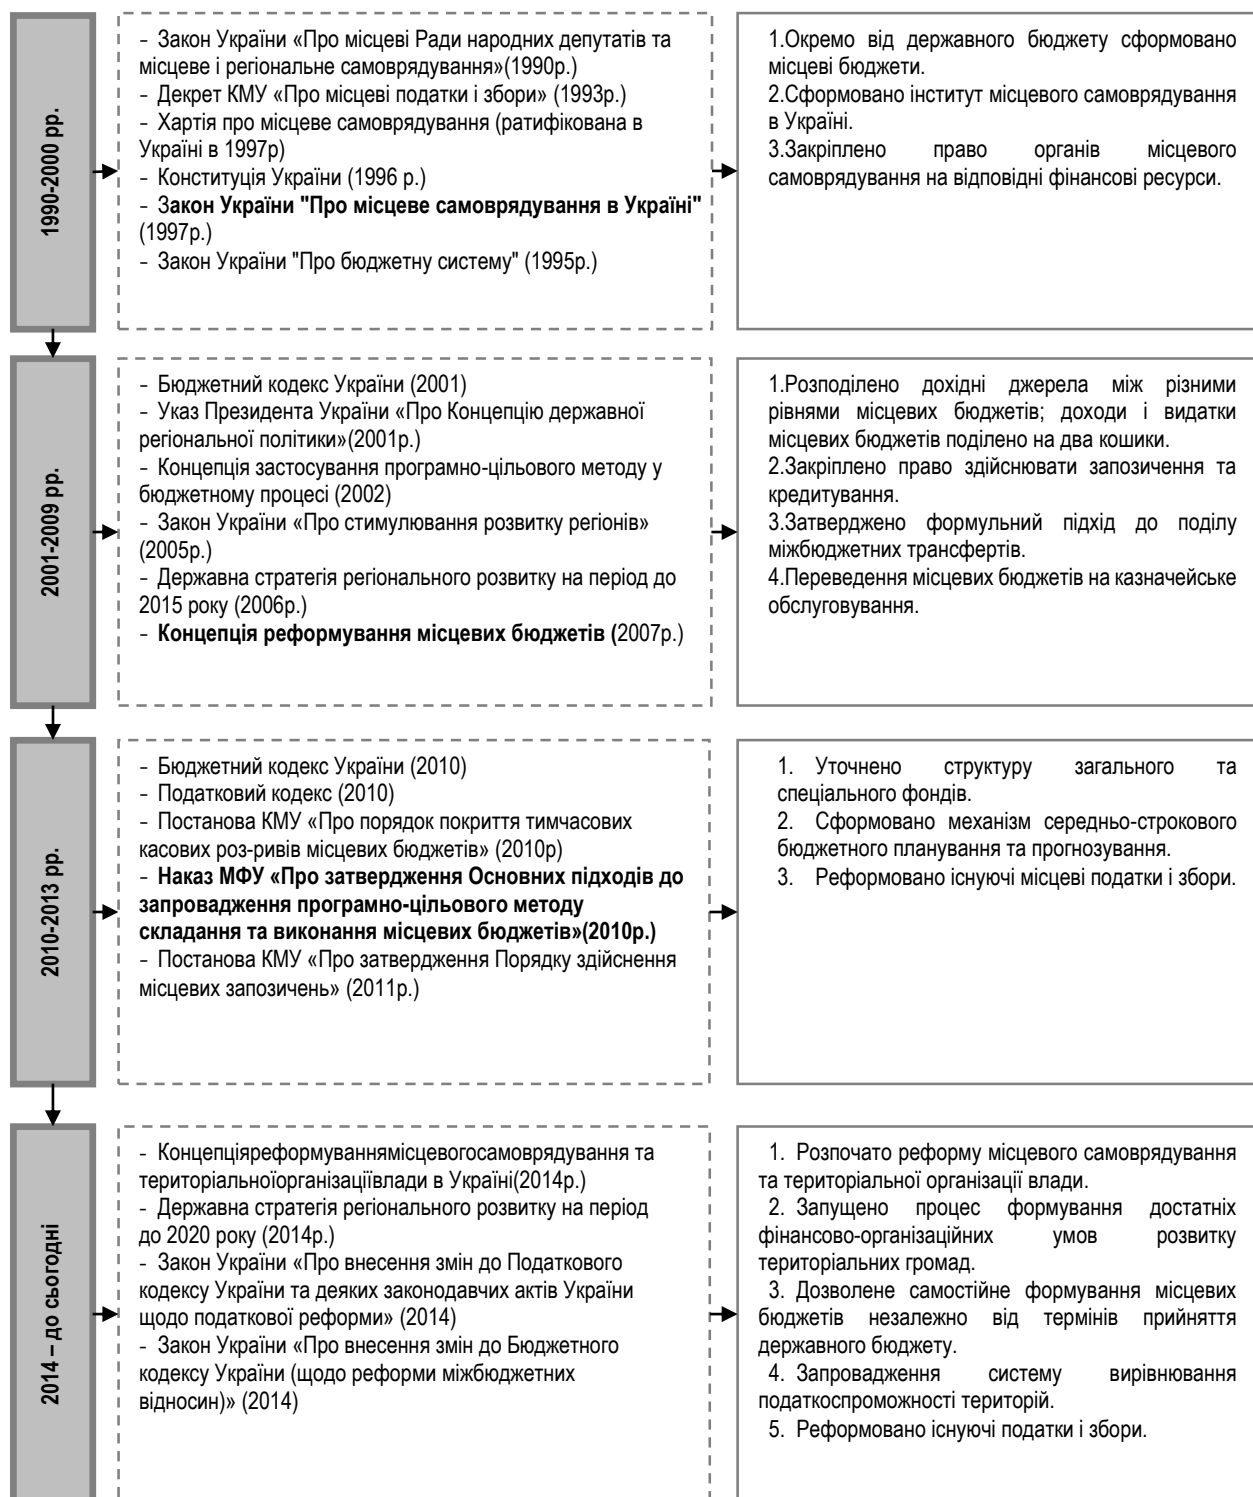 1990-2000 рр.
- Закон України «Про місцеві Ради народних депутатів та
місцеве і регіональне самоврядування»(1990р.)
- Декрет КМУ «Про місцеві податки і збори» (1993р.)
- Хартія про місцеве самоврядування (ратифікована в
Україні в 1997р)
- Конституція України (1996 р.)
- Закон України "Про місцеве самоврядування в Україні"
(1997р.)
- Закон України "Про бюджетну систему" (1995р.)
1.Окремо від державного бюджету сформовано
місцеві бюджети.
2.Сформовано інститут місцевого самоврядування
в Україні.
3.Закріплено право органів місцевого
самоврядування на відповідні фінансові ресурси.
2001-2009 рр.
- Бюджетний кодекс України (2001)
- Указ Президента України «Про Концепцію державної
регіональної політики»(2001р.)
- Концепція застосування програмно-цільового методу у
бюджетному процесі (2002)
- Закон України «Про стимулювання розвитку регіонів»
(2005р.)
- Державна стратегія регіонального розвитку на період до
2015 року (2006р.)
- Концепція реформування місцевих бюджетів (2007р.)
1.Розподілено дохідні джерела між різними
рівнями місцевих бюджетів; доходи і видатки
місцевих бюджетів поділено на два кошики.
2.Закріплено право здійснювати запозичення та
кредитування.
3.Затверджено формульний підхід до поділу
міжбюджетних трансфертів.
4.Переведення місцевих бюджетів на казначейське
обслуговування.
2010-2013 рр.
- Бюджетний кодекс України (2010)
- Податковий кодекс (2010)
- Постанова КМУ «Про порядок покриття тимчасових
касових роз-ривів місцевих бюджетів» (2010р)
- Наказ МФУ «Про затвердження Основних підходів до
запровадження програмно-цільового методу
складання та виконання місцевих бюджетів»(2010р.)
- Постанова КМУ «Про затвердження Порядку здійснення
місцевих запозичень» (2011р.)
1. Уточнено структуру загального та
спеціального фондів.
2. Сформовано механізм середньо-строкового
бюджетного планування та прогнозування.
3. Реформовано існуючі місцеві податки і збори.
2014 – до сьогодні
- Концепціяреформуваннямісцевогосамоврядування та
територіальноїорганізаціївлади в Україні(2014р.)
- Державна стратегія регіонального розвитку на період
до 2020 року (2014р.)
- Закон України «Про внесення змін до Податкового
кодексу України та деяких законодавчих актів України
щодо податкової реформи» (2014)
- Закон України «Про внесення змін до Бюджетного
кодексу України (щодо реформи міжбюджетних
відносин)» (2014)
1. Розпочато реформу місцевого самоврядування
та територіальної організації влади.
2. Запущено процес формування достатніх
фінансово-організаційних умов розвитку
територіальних громад.
3. Дозволене самостійне формування місцевих
бюджетів незалежно від термінів прийняття
державного бюджету.
4. Запровадження систему вирівнювання
податкоспроможності територій.
5. Реформовано існуючі податки і збори.